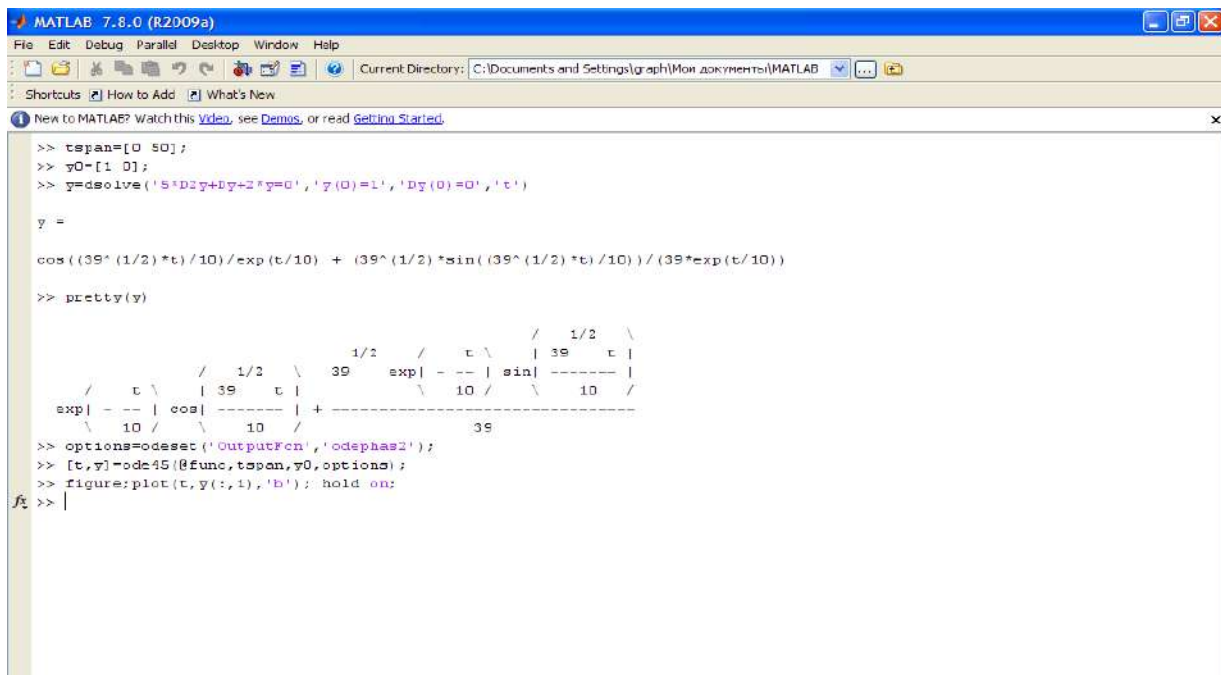 MATLAB 7.8.0 (R2009a)
File Edit Debug Parallel Desktop Window Help
Current Directory: C:\Documents and Settings\graph\Мои документы\MATLAB
Shortcuts How to Add What's New
New to MATLAB? Watch this Video, see Demos, or read Getting Started.
>> tspan=[0 50];
>> y0=[1 0];
>> y=dsolve('5*D2y+Dy+2*y=0','y(0)=1','Dy(0)=0','t')
y =
cos((39^(1/2)*t)/10)/exp(t/10) + (39^(1/2)*sin((39^(1/2)*t)/10))/(39*exp(t/10))
>> pretty(y)
/ 1/2 \
1/2 / t \ | 39 t |
/ 1/2 \ 39 exp| - -- | sin| ------- |
/ t \ | 39 t | \ 10 / \ 10 /
exp| - -- | cos| ------- | + ---------------------------------
\ 10 / \ 10 / 39
>> options=odeset('OutputFcn','odephas2');
>> [t,y]=ode45(@func,tspan,y0,options);
>> figure;plot(t,y(:,1),'b'); hold on;
fx >>